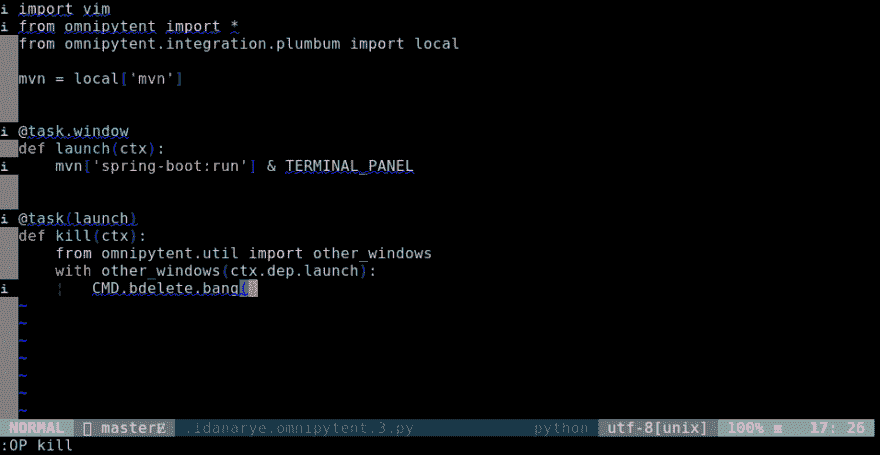 i import vim
i from omnipytent import *
from omnipytent.integration.plumbum import local
mvn = local['mvn']
i @task.window
def launch(ctx):
i mvn['spring-boot:run'] & TERMINAL_PANEL
i @task(launch)
def kill(ctx):
from omnipytent.util import other_windows
with other_windows(ctx.dep.launch):
i ¦ CMD.bdelete.bang()
~
~
~
~
~
~
~
NORMAL master .idanarye.omnipytent.3.py python utf-8[unix] 100% ≡ 17: 26
:OP kill